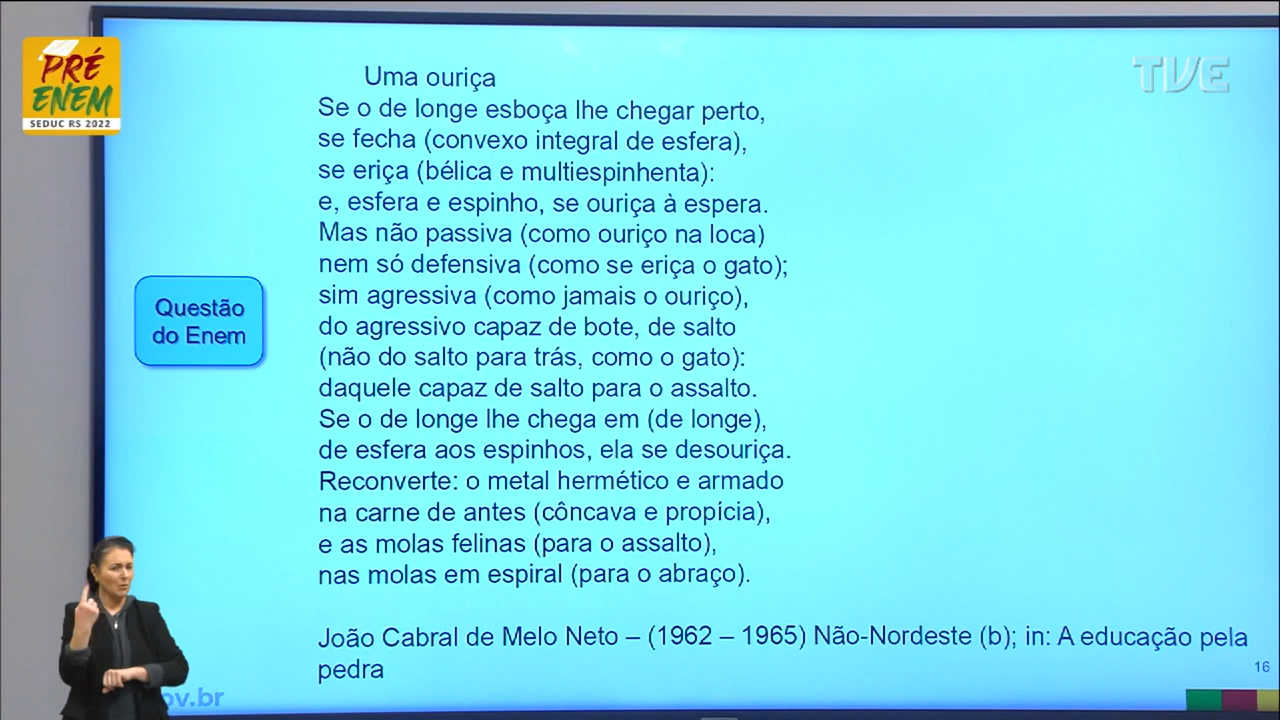 PRÉ
ENEM
SEDUC RS 2022
TVE
Uma ouriça
Se o de longe esboça lhe chegar perto,
se fecha (convexo integral de esfera),
se eriça (bélica e multiespinhenta):
e, esfera e espinho, se ouriça à espera.
Mas não passiva (como ouriço na loca)
nem só defensiva (como se eriça o gato);
sim agressiva (como jamais o ouriço),
do agressivo capaz de bote, de salto
(não do salto para trás, como o gato):
daquele capaz de salto para o assalto.
Se o de longe lhe chega em (de longe),
de esfera aos espinhos, ela se desouriça.
Reconverte: o metal hermético e armado
na carne de antes (côncava e propícia),
e as molas felinas (para o assalto),
nas molas em espiral (para o abraço).
Questão
do Enem
João Cabral de Melo Neto – (1962 – 1965) Não-Nordeste (b); in: A educação pela
pedra
16
ov.br